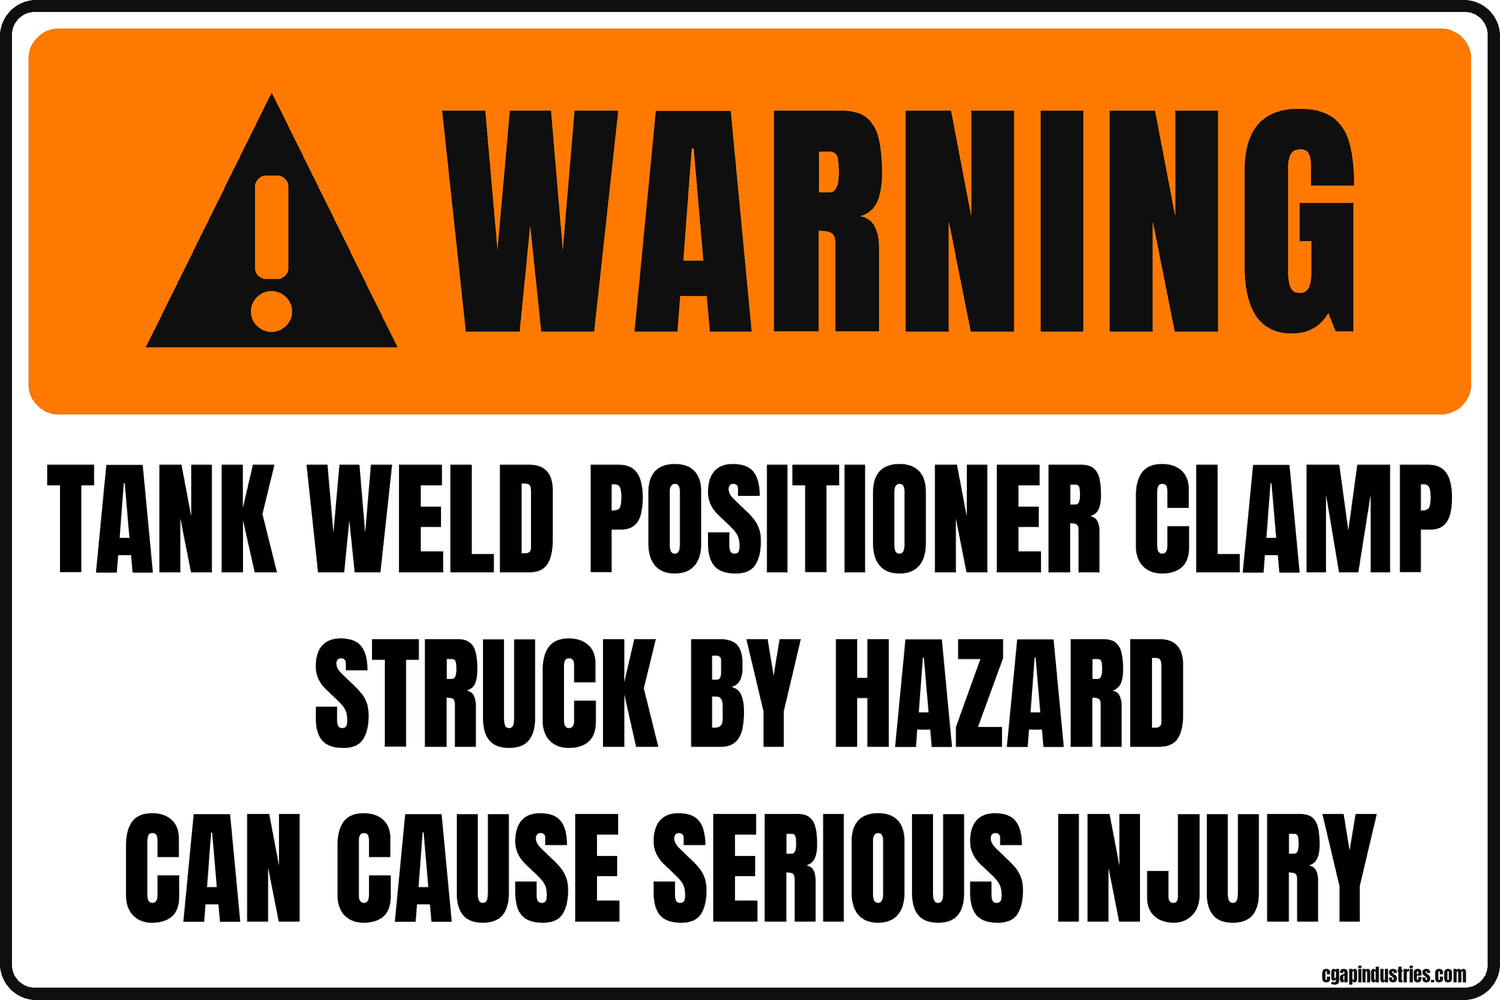 WARNING
TANK WELD POSITIONER CLAMP
STRUCK BY HAZARD
CAN CAUSE SERIOUS INJURY
cgapindustries.com